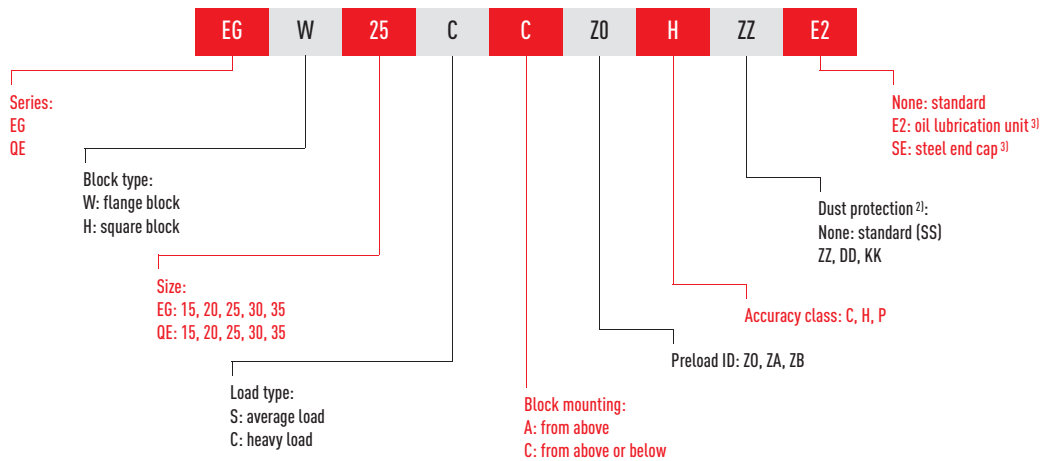 EG W 25 C C Z0 H ZZ E2
Series:
EG
QE
Block type:
W: flange block
H: square block
Size:
EG: 15, 20, 25, 30, 35
QE: 15, 20, 25, 30, 35
Load type:
S: average load
C: heavy load
Block mounting:
A: from above
C: from above or below
Preload ID: Z0, ZA, ZB
Accuracy class: C, H, P
Dust protection 2):
None: standard (SS)
ZZ, DD, KK
None: standard
E2: oil lubrication unit 3)
SE: steel end cap 3)